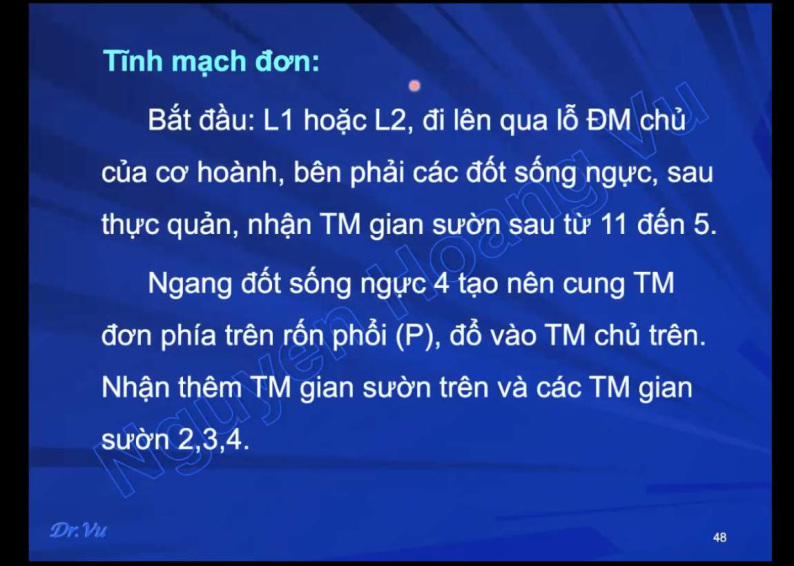 Tĩnh mạch đơn:
Bắt đầu: L1 hoặc L2, đi lên qua lỗ ĐM chủ
của cơ hoành, bên phải các đốt sống ngực, sau
thực quản, nhận TM gian sườn sau từ 11 đến 5.
Ngang đốt sống ngực 4 tạo nên cung TM
đơn phía trên rốn phổi (P), đổ vào TM chủ trên.
Nhận thêm TM gian sườn trên và các TM gian
sườn 2,3,4.
Nguyen Hoang Vu
Dr.Vu
48